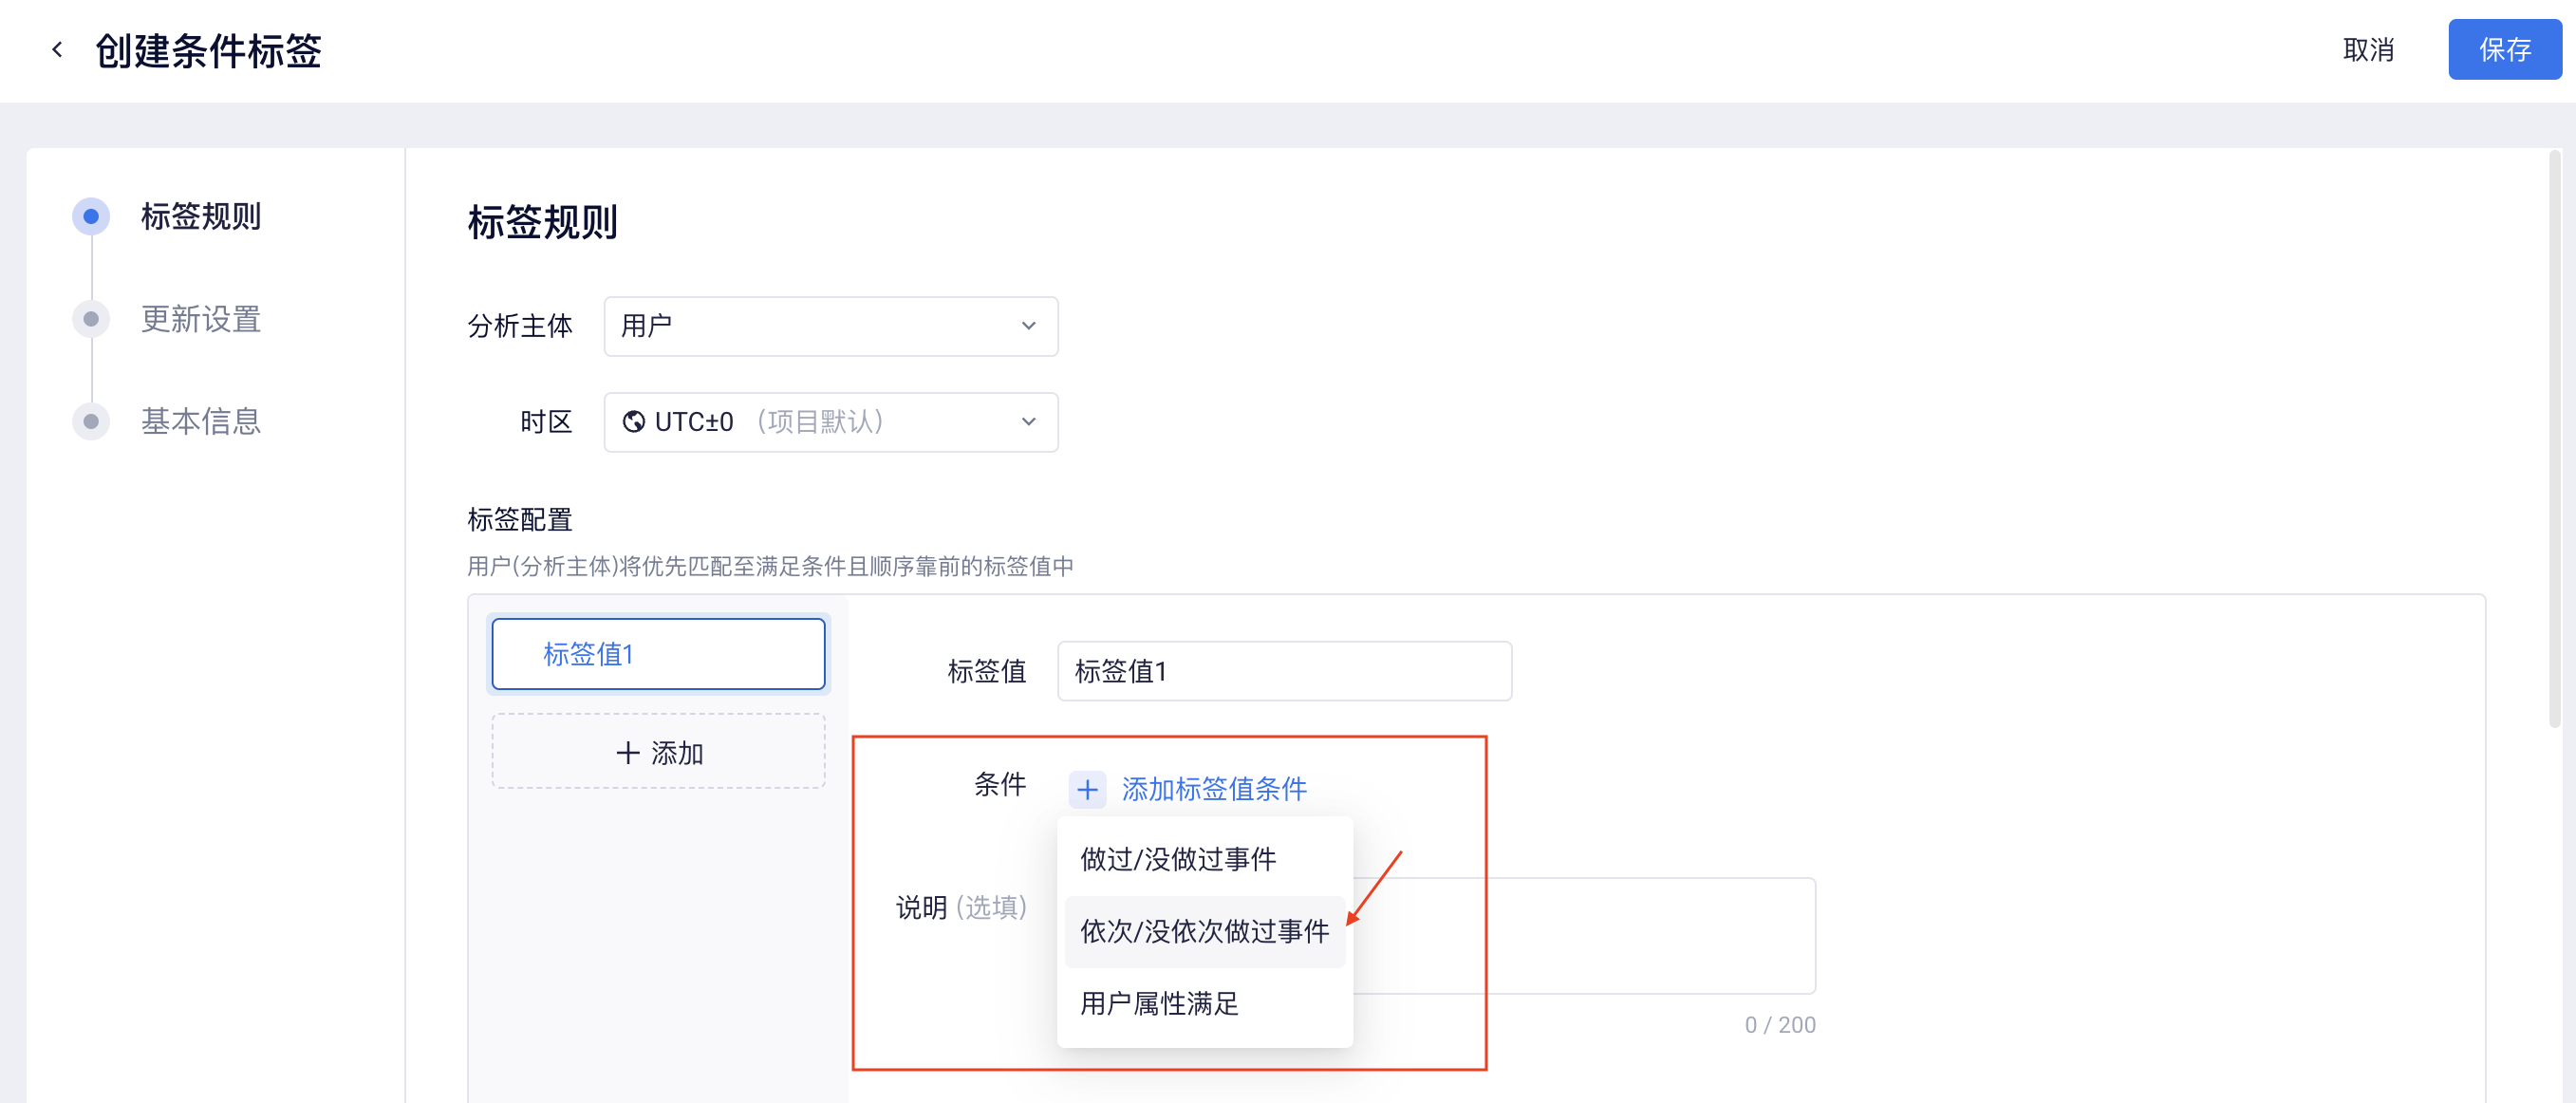 创建条件标签
取消
保存
标签规则
更新设置
基本信息
标签规则
分析主体
用户
时区
UTC±0 (项目默认)
标签配置
用户(分析主体)将优先匹配至满足条件且顺序靠前的标签值中
标签值1
添加
标签值
标签值1
条件
添加标签值条件
做过/没做过事件
依次/没依次做过事件
用户属性满足
说明 (选填)
0 / 200